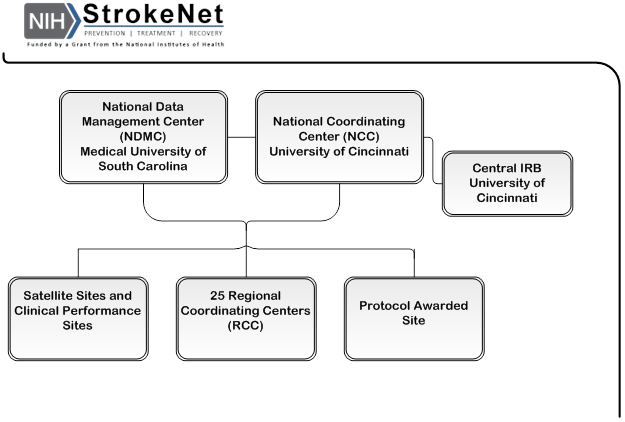 NIH StrokeNet
PREVENTION | TREATMENT | RECOVERY
Funded by a Grant from the National Institutes of Health
National Data
Management Center
(NDMC)
Medical University of
South Carolina
National Coordinating
Center (NCC)
University of Cincinnati
Central IRB
University of
Cincinnati
Satellite Sites and
Clinical Performance
Sites
25 Regional
Coordinating Centers
(RCC)
Protocol Awarded
Site